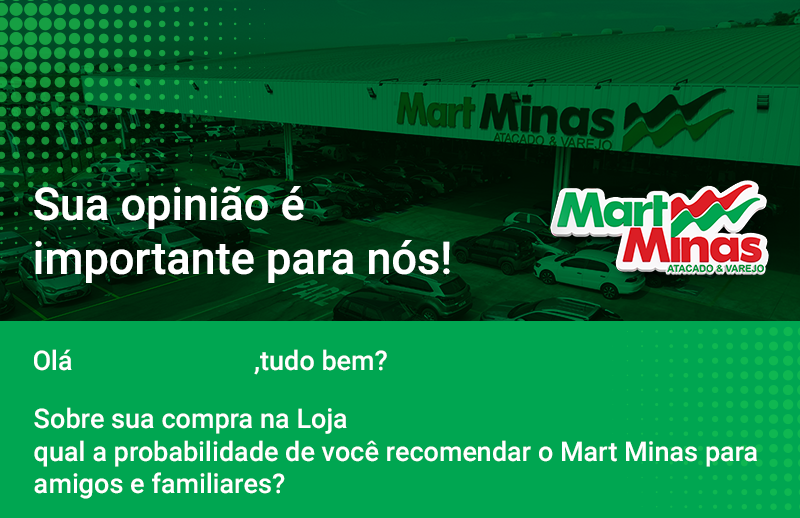 Mart Minas
ATACADO & VAREJO
Sua opinião é
importante para nós!
Mart
Minas
ATACADO & VAREJO
Olá ,tudo bem?
Sobre sua compra na Loja
qual a probabilidade de você recomendar o Mart Minas para
amigos e familiares?